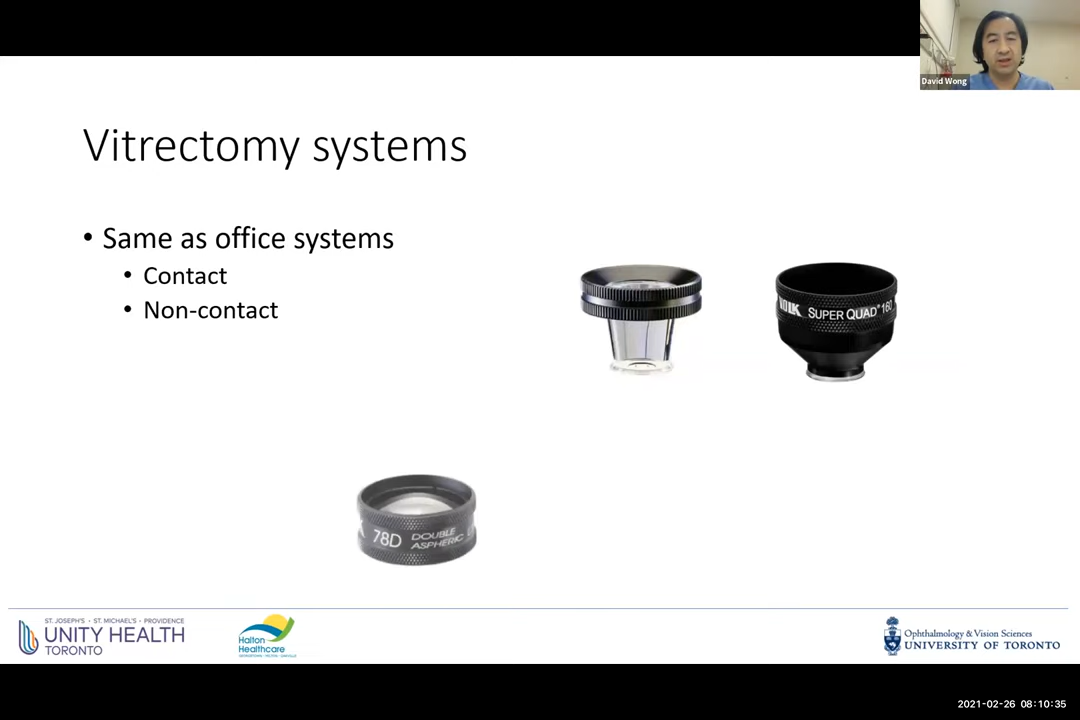 David Wong
Vitrectomy systems
• Same as office systems
• Contact
• Non-contact
SUPER QUAD® 160
78D DOUBLE
ASPHERIC
ST. JOSEPH'S • ST. MICHAEL'S • PROVIDENCE
UNITY HEALTH
TORONTO
Halton
Healthcare
Ophthalmology & Vision Sciences
UNIVERSITY OF TORONTO
2021-02-26 08:10:35